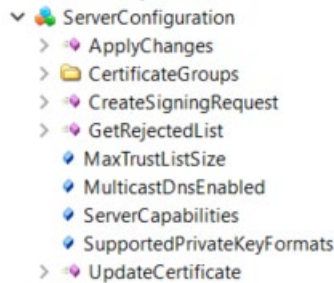 ServerConfiguration
ApplyChanges
CertificateGroups
CreateSigningRequest
GetRejectedList
MaxTrustListSize
MulticastDnsEnabled
ServerCapabilities
SupportedPrivateKeyFormats
UpdateCertificate